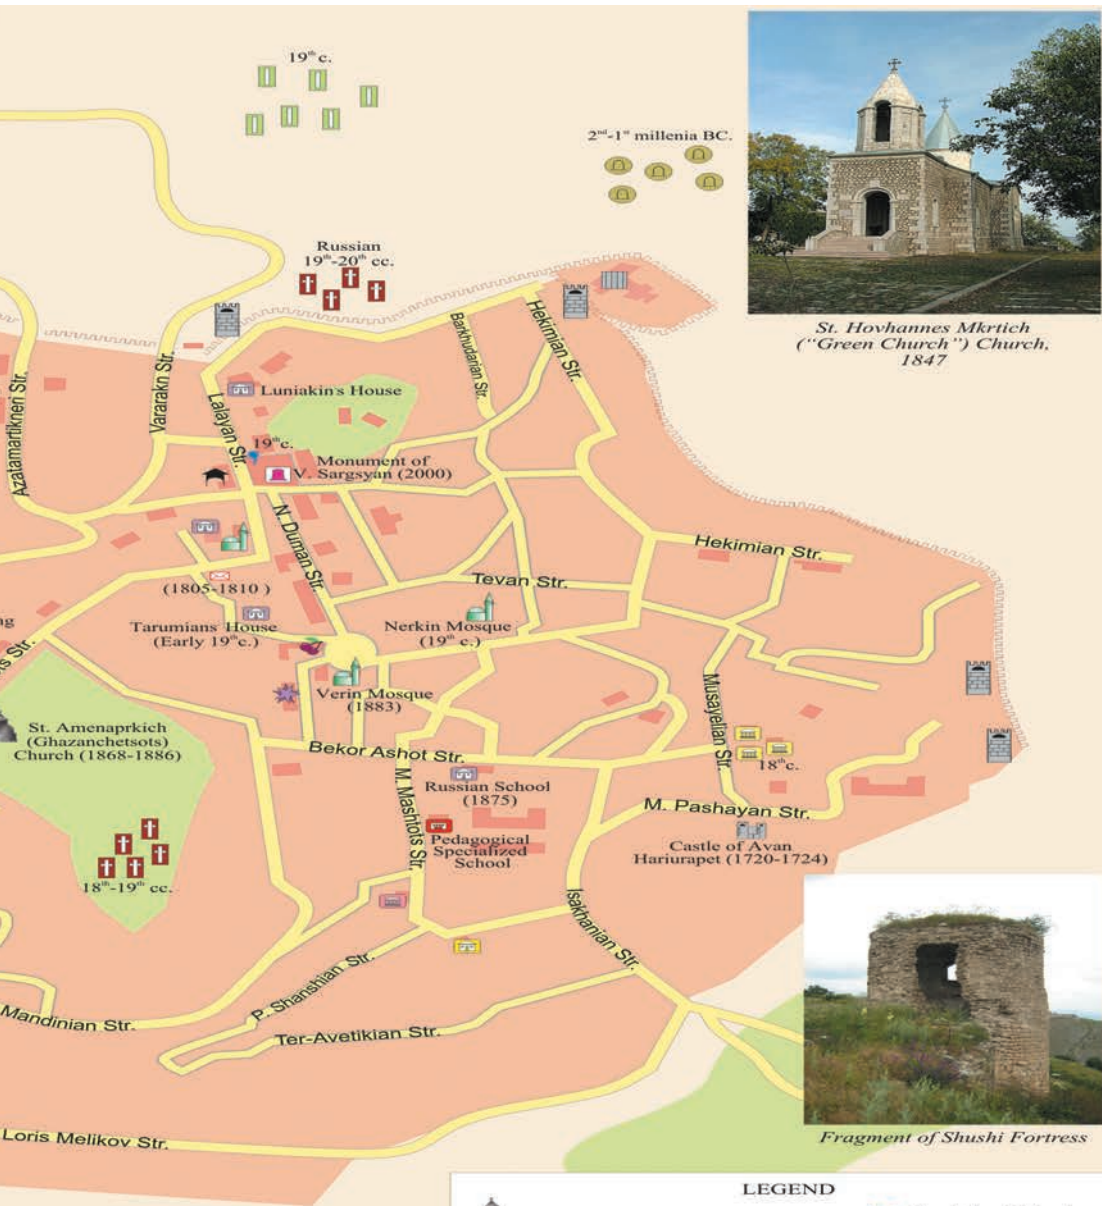 19th c.
2nd-1st millenia BC.
Russian
19th-20th cc.
St. Hovhannes Mkrtich
("Green Church") Church,
1847
Azatamartikneri Str.
Vararakn Str.
Lalayan Str.
Barkhudarian Str.
Hekimian Str.
Luniakin's House
19th c.
Monument of
V. Sargsyan (2000)
N. Duman Str.
Hekimian Str.
Tevan Str.
(1805-1810 )
Tarumians House
(Early 19th c.)
Nerkin Mosque
(19th c.)
Verin Mosque
(1883)
Musayelian Str.
St. Amenaprkich
(Ghazanchetsots)
Church (1868-1886)
Bekor Ashot Str.
18th c.
M. Mashtots Str.
Russian School
(1875)
M. Pashayan Str.
Pedagogical
Specialized
School
Castle of Avan
Hariurapet (1720-1724)
18th-19th cc.
Isakhanian Str.
P. Shanshian Str.
Mandinian Str.
Ter-Avetikian Str.
Loris Melikov Str.
Fragment of Shushi Fortress
LEGEND